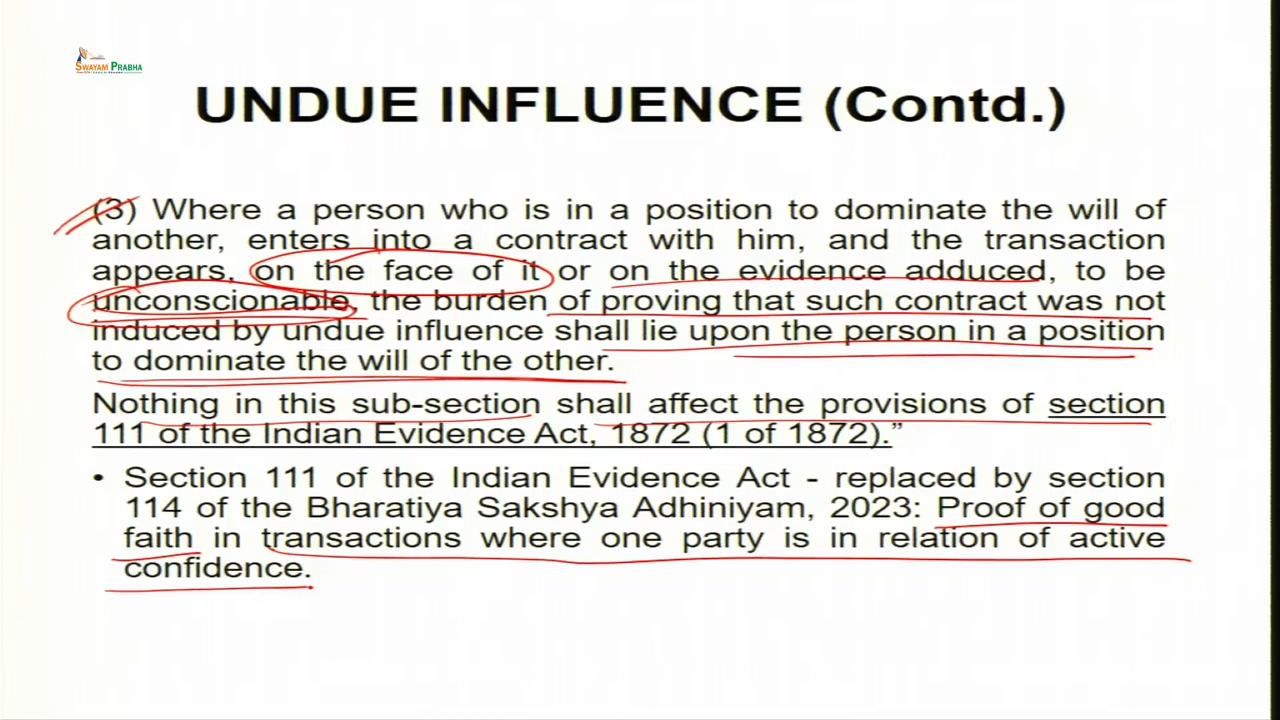 SWAYAM PRABHA
UNDUE INFLUENCE (Contd.)
(3) Where a person who is in a position to dominate the will of
another, enters into a contract with him, and the transaction
appears, on the face of it or on the evidence adduced, to be
unconscionable, the burden of proving that such contract was not
induced by undue influence shall lie upon the person in a position
to dominate the will of the other.
Nothing in this sub-section shall affect the provisions of section
111 of the Indian Evidence Act, 1872 (1 of 1872).”
• Section 111 of the Indian Evidence Act - replaced by section
114 of the Bharatiya Sakshya Adhiniyam, 2023: Proof of good
faith in transactions where one party is in relation of active
confidence.